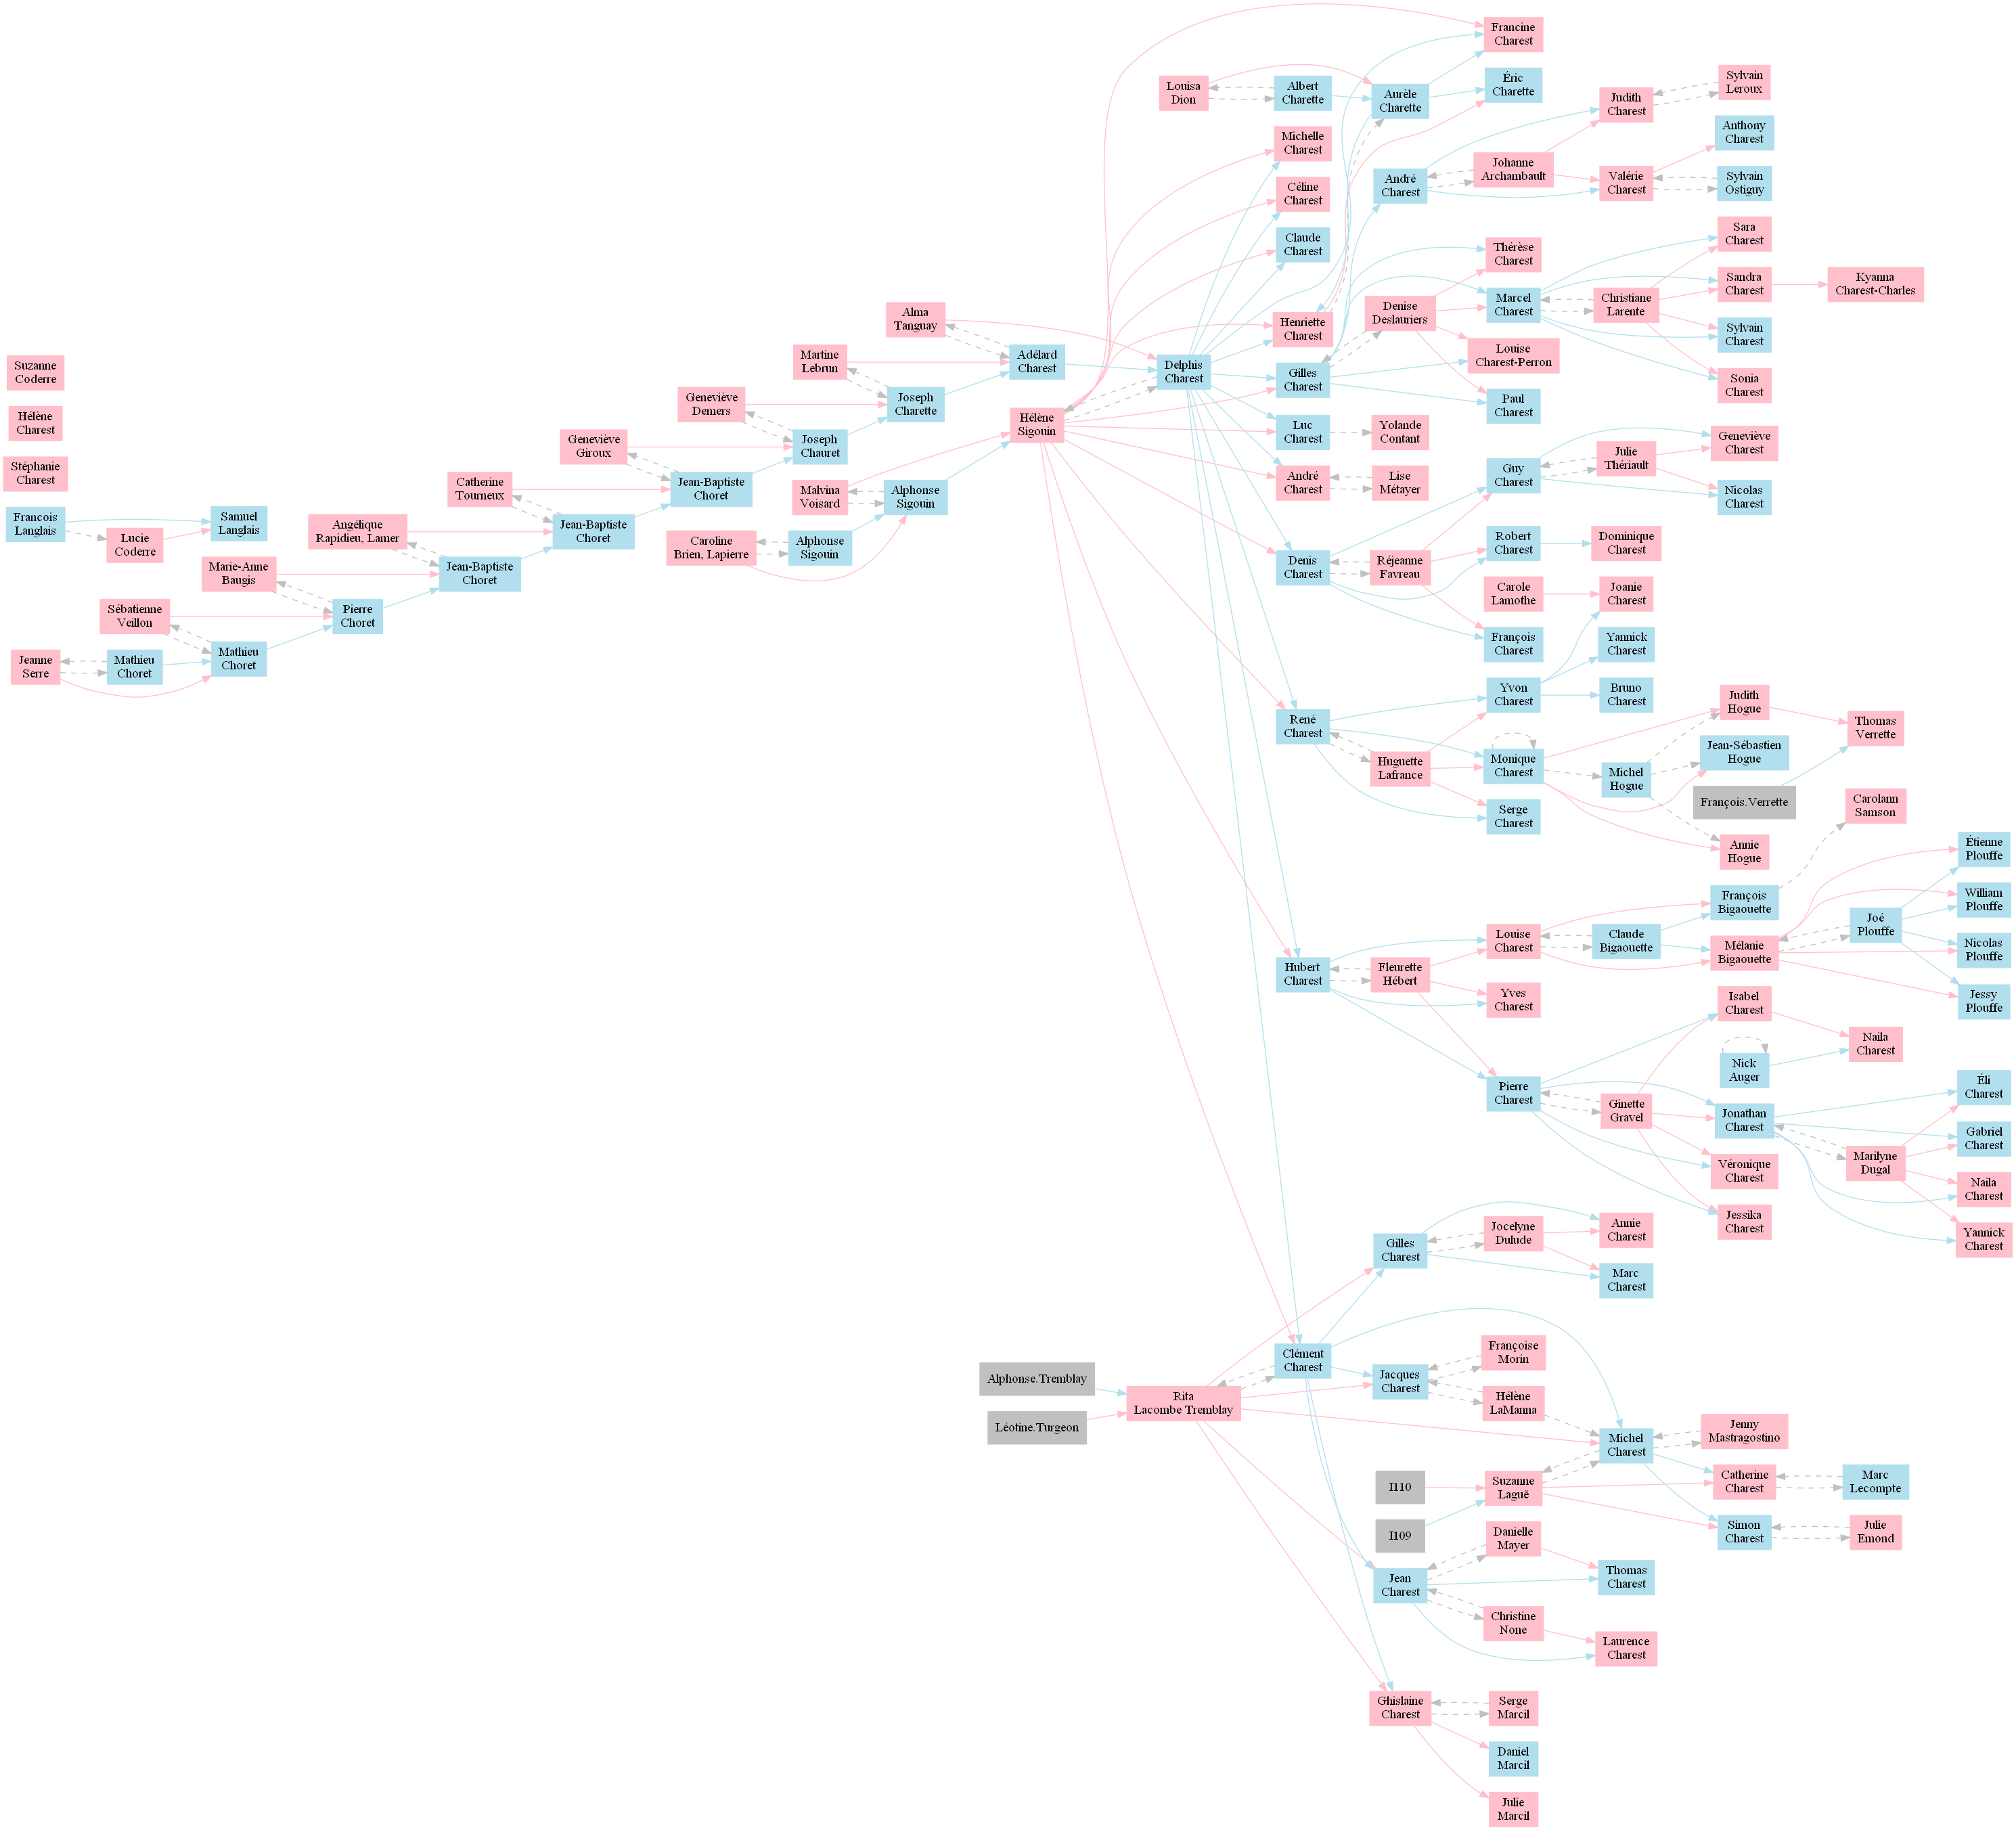 Suzanne
Coderre
Hélène
Charest
Stéphanie
Charest
Francois
Langlais
Lucie
Coderre
Samuel
Langlais
Jeanne
Serre
Mathieu
Choret
Sébatienne
Veillon
Mathieu
Choret
Marie-Anne
Baugis
Pierre
Choret
Angélique
Rapidieu, Lamer
Jean-Baptiste
Choret
Catherine
Tourneux
Jean-Baptiste
Choret
Geneviève
Giroux
Jean-Baptiste
Choret
Geneviève
Demers
Joseph
Chauret
Caroline
Brien, Lapierre
Alphonse
Sigouin
Martine
Lebrun
Joseph
Charette
Malvina
Voisard
Alphonse
Sigouin
Alma
Tanguay
Adélard
Charest
Hélène
Sigouin
Delphis
Charest
Alphonse.Tremblay
Léotine.Turgeon
Rita
Lacombe Tremblay
Louisa
Dion
Albert
Charette
Michelle
Charest
Céline
Charest
Claude
Charest
Henriette
Charest
Gilles
Charest
Luc
Charest
André
Charest
Denis
Charest
René
Charest
Hubert
Charest
Clément
Charest
Aurèle
Charette
André
Charest
Denise
Deslauriers
Yolande
Contant
Lise
Métayer
Réjeanne
Favreau
Huguette
Lafrance
Fleurette
Hébert
Gilles
Charest
Jacques
Charest
I110
I109
Jean
Charest
Ghislaine
Charest
Francine
Charest
Éric
Charette
Johanne
Archambault
Thérèse
Charest
Marcel
Charest
Louise
Charest-Perron
Paul
Charest
Guy
Charest
Robert
Charest
Carole
Lamothe
François
Charest
Yvon
Charest
Monique
Charest
Serge
Charest
Louise
Charest
Yves
Charest
Pierre
Charest
Jocelyne
Dulude
Françoise
Morin
Hélène
LaManna
Suzanne
Laguë
Danielle
Mayer
Christine
None
Serge
Marcil
Daniel
Marcil
Julie
Marcil
Judith
Charest
Valérie
Charest
Christiane
Larente
Julie
Thériault
Dominique
Charest
Joanie
Charest
Yannick
Charest
Bruno
Charest
Michel
Hogue
Claude
Bigaouette
Ginette
Gravel
Annie
Charest
Marc
Charest
Michel
Charest
Thomas
Charest
Laurence
Charest
Sylvain
Leroux
Anthony
Charest
Sylvain
Ostiguy
Sara
Charest
Sandra
Charest
Sylvain
Charest
Sonia
Charest
Geneviève
Charest
Nicolas
Charest
Judith
Hogue
Jean-Sébastien
Hogue
François.Verrette
Annie
Hogue
François
Bigaouette
Mélanie
Bigaouette
Isabel
Charest
Nick
Auger
Jonathan
Charest
Véronique
Charest
Jessika
Charest
Jenny
Mastragostino
Catherine
Charest
Simon
Charest
Kyanna
Charest-Charles
Thomas
Verrette
Carolann
Samson
Joé
Plouffe
Naila
Charest
Marilyne
Dugal
Marc
Lecompte
Julie
Emond
Étienne
Plouffe
William
Plouffe
Nicolas
Plouffe
Jessy
Plouffe
Éli
Charest
Gabriel
Charest
Naila
Charest
Yannick
Charest